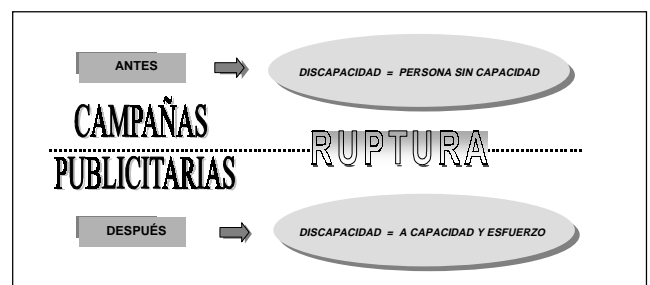 ANTES
DISCAPACIDAD = PERSONA SIN CAPACIDAD
CAMPAÑAS
PUBLICITARIAS
RUPTURA
DESPUÉS
DISCAPACIDAD = A CAPACIDAD Y ESFUERZO